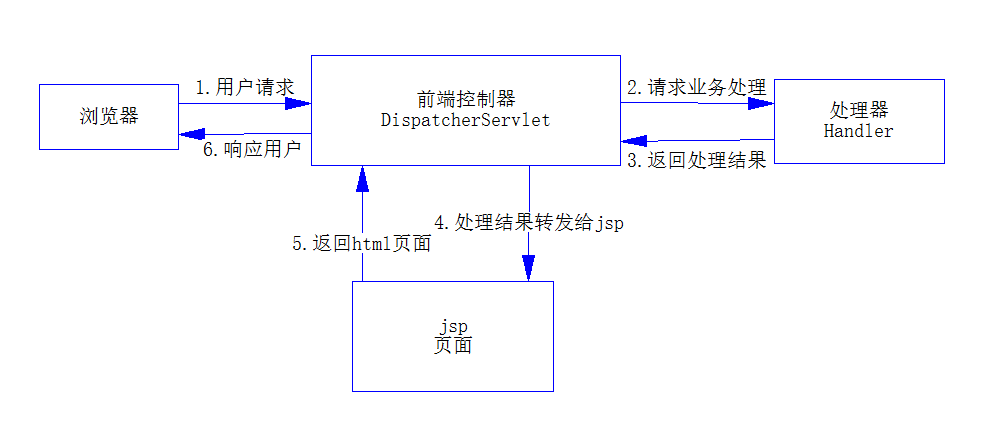 1.用户请求
浏览器
6.响应用户
前端控制器
DispatcherServlet
2.请求业务处理
3.返回处理结果
处理器
Handler
4.处理结果转发给jsp
5.返回html页面
jsp
页面